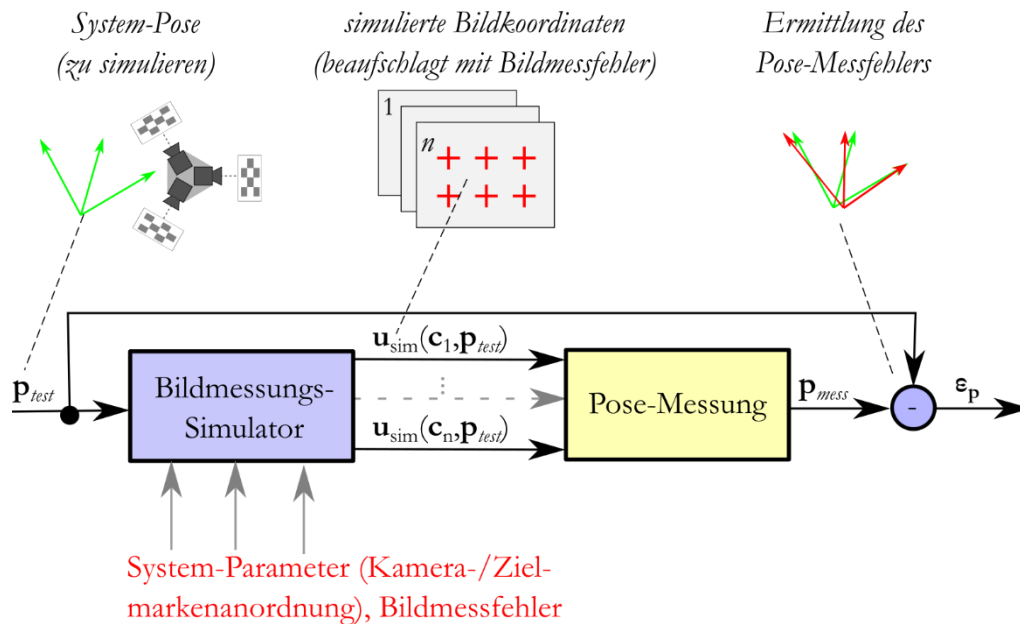 System-Pose
(zu simulieren)
simulierte Bildkoordinaten
(beaufschlagt mit Bildmessfehler)
Ermittlung des
Pose-Messfehlers
1
n
p_test
Bildmessungs-
Simulator
u_sim(c_1,p_test)
⋮
u_sim(c_n,p_test)
Pose-Messung
p_mess
-
ε_p
System-Parameter (Kamera-/Ziel-
markenanordnung), Bildmessfehler